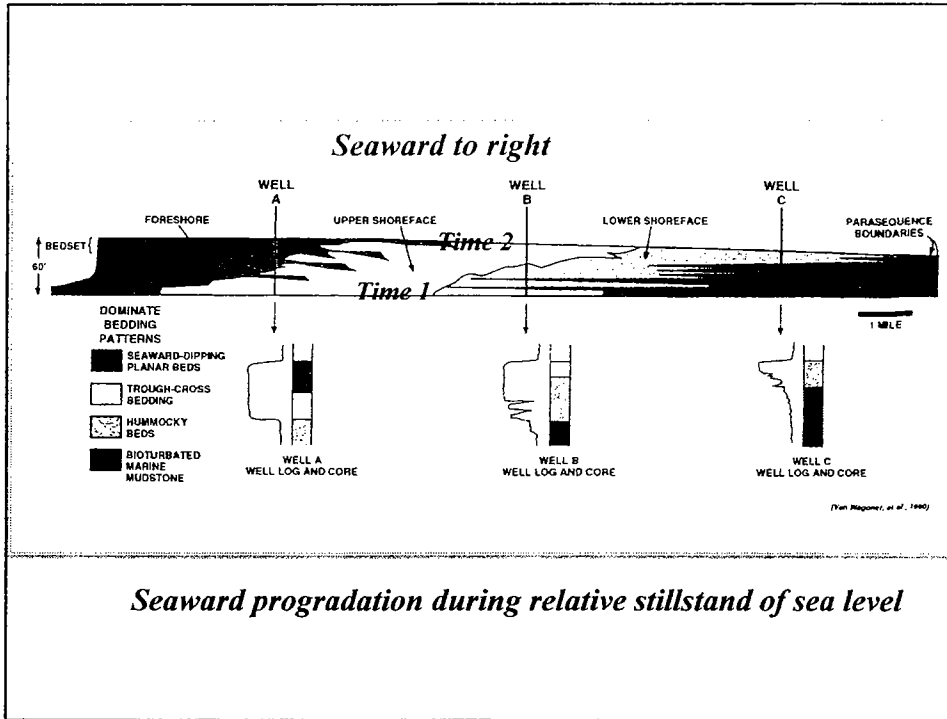 Seaward to right
WELL
A
WELL
B
WELL
C
FORESHORE
UPPER SHOREFACE
LOWER SHOREFACE
PARASEQUENCE
BOUNDARIES
BEDSET
Time 2
60'
Time 1
1 MILE
DOMINATE
BEDDING
PATTERNS
SEAWARD-DIPPING
PLANAR BEDS
TROUGH-CROSS
BEDDING
HUMMOCKY
BEDS
BIOTURBATED
MARINE
MUDSTONE
WELL A
WELL LOG AND CORE
WELL B
WELL LOG AND CORE
WELL C
WELL LOG AND CORE
(Van Wagoner, et al, 1990)
Seaward progradation during relative stillstand of sea level